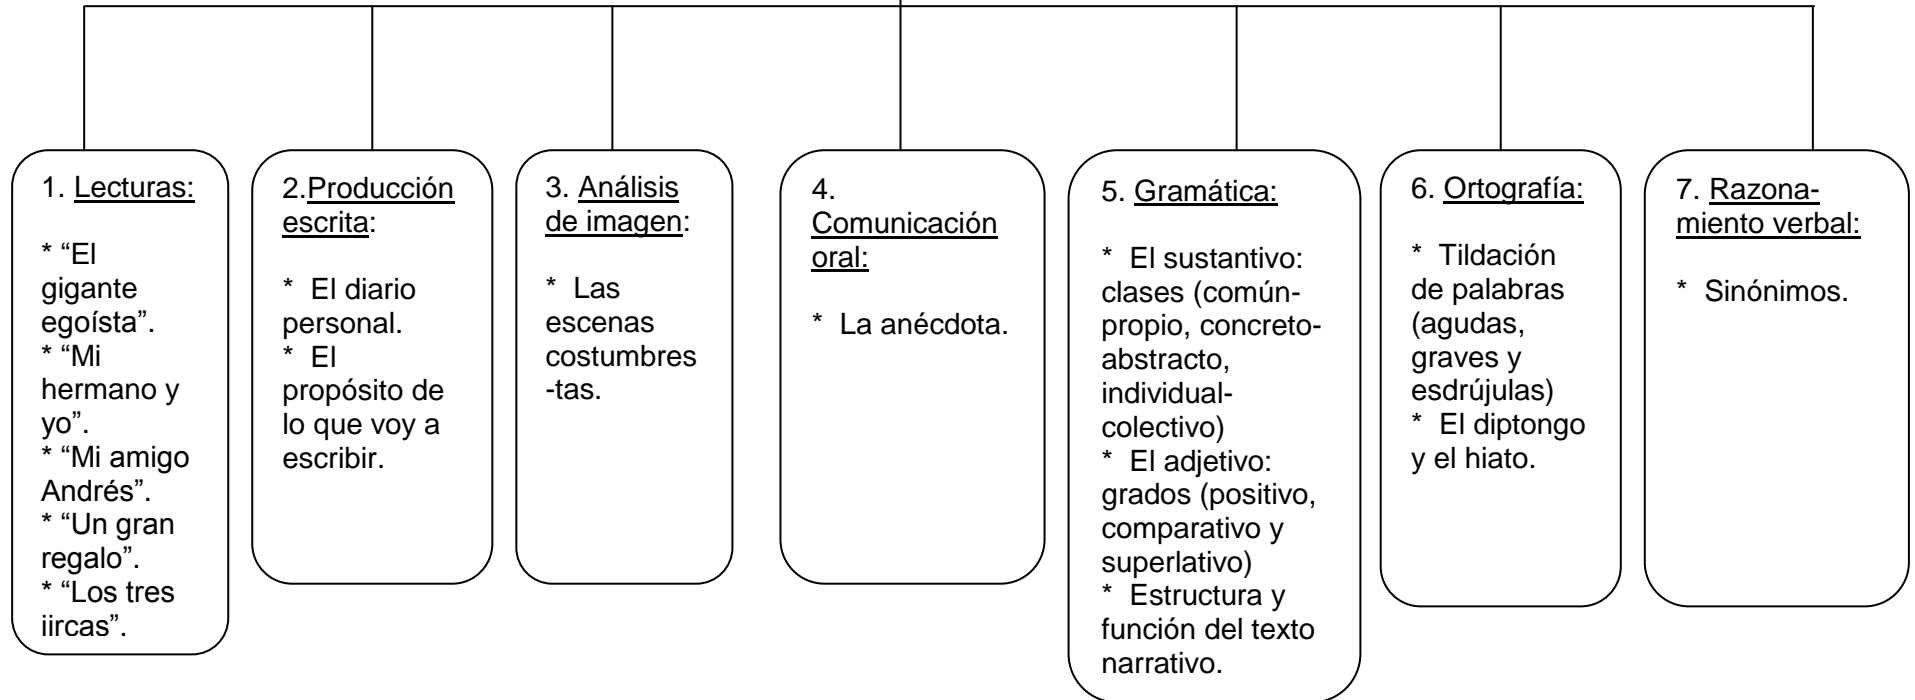 1. Lecturas:
* “El
gigante
egoísta”.
* “Mi
hermano y
yo”.
* “Mi amigo
Andrés”.
* “Un gran
regalo”.
* “Los tres
iircas”.
2.Producción
escrita:
* El diario
personal.
* El
propósito de
lo que voy a
escribir.
3. Análisis
de imagen:
* Las
escenas
costumbres
-tas.
4.
Comunicación
oral:
* La anécdota.
5. Gramática:
* El sustantivo:
clases (común-
propio, concreto-
abstracto,
individual-
colectivo)
* El adjetivo:
grados (positivo,
comparativo y
superlativo)
* Estructura y
función del texto
narrativo.
6. Ortografía:
* Tildación
de palabras
(agudas,
graves y
esdrújulas)
* El diptongo
y el hiato.
7. Razona-
miento verbal:
* Sinónimos.